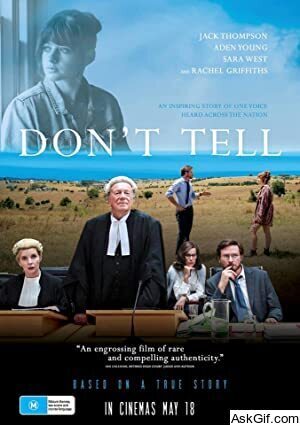 JACK THOMPSON
ADEN YOUNG
SARA WEST
AND RACHEL GRIFFITHS
AN INSPIRING STORY OF ONE VOICE
HEARD ACROSS THE NATION
DON'T TELL
"An engrossing film of rare
and compelling authenticity."
BASED ON A TRUE STORY
M
IN CINEMAS MAY 18
AskGif.com